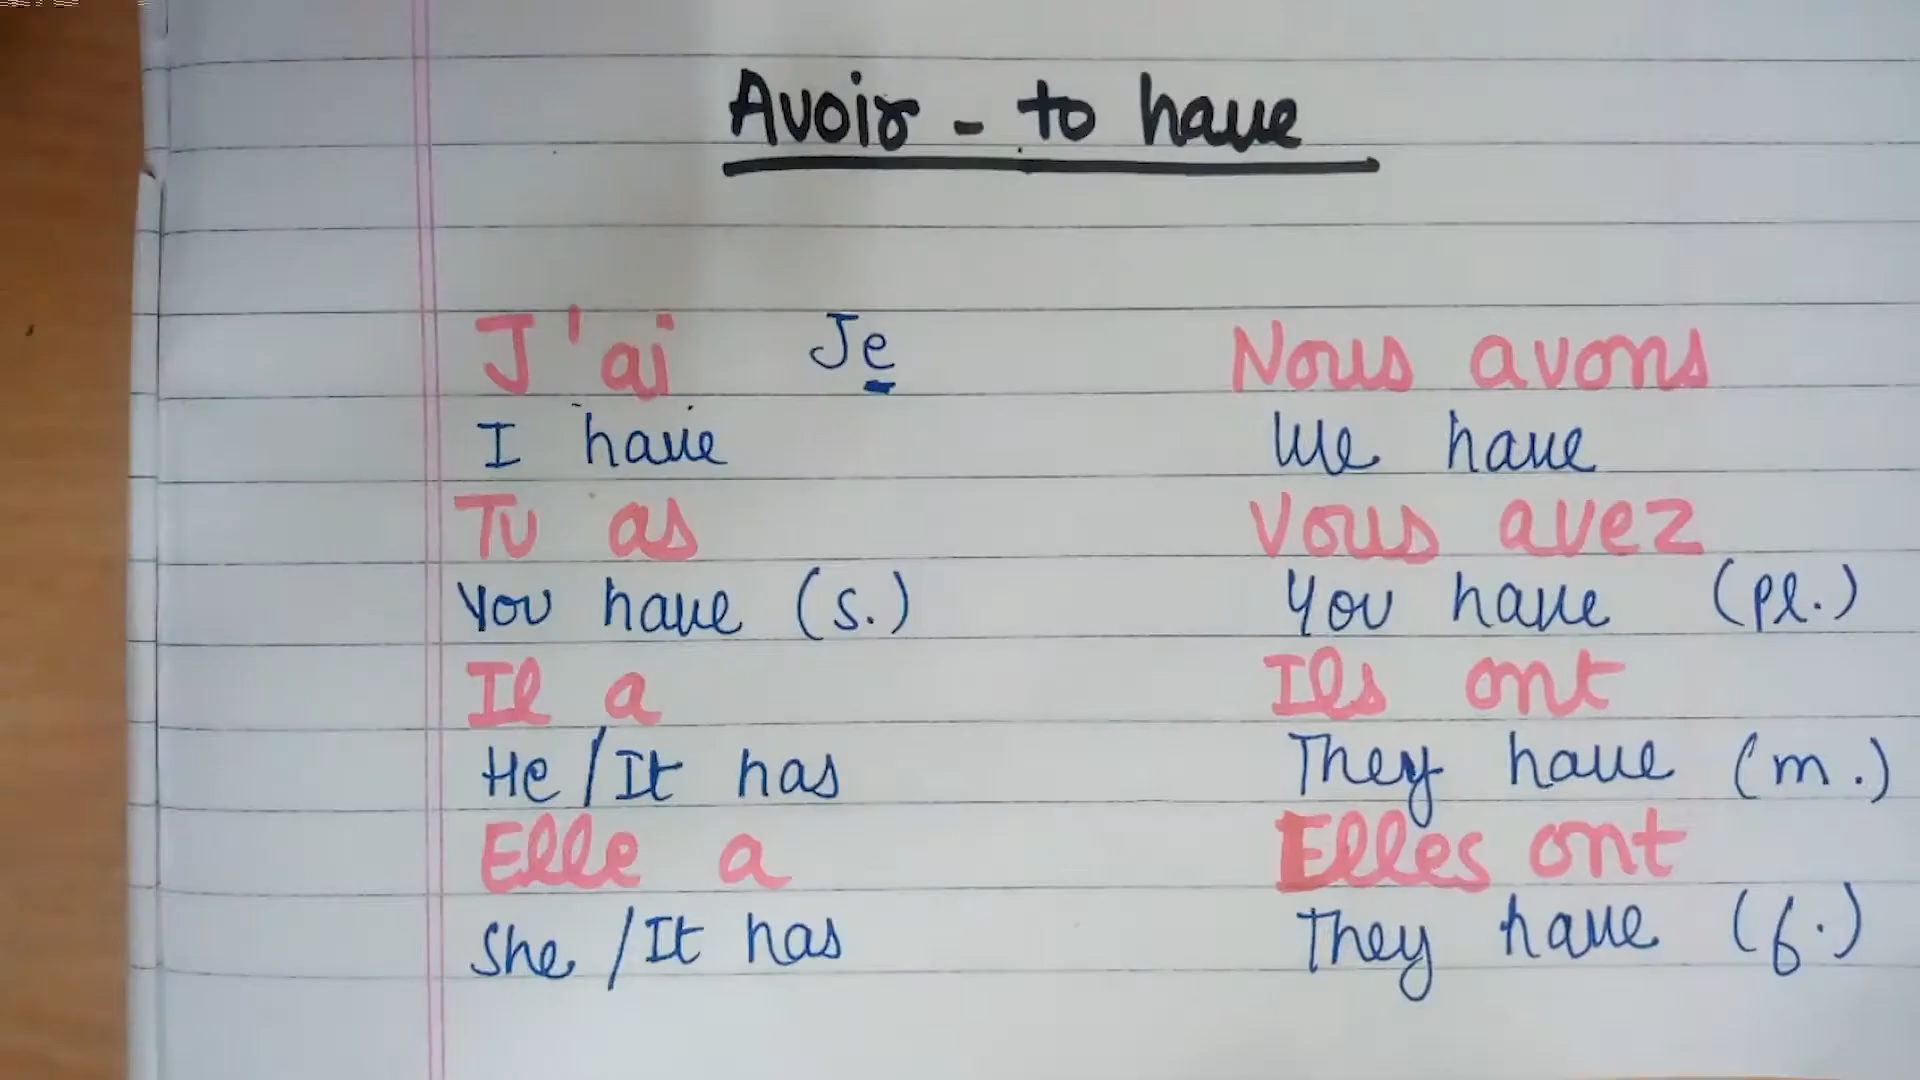 Avoir - to have
J'ai Je Nous avons
I have We have
Tu as Vous avez
You have (s.) You have (pl.)
Il a Ils ont
He/It has They have (m.)
Elle a Elles ont
She/It has They have (f.)